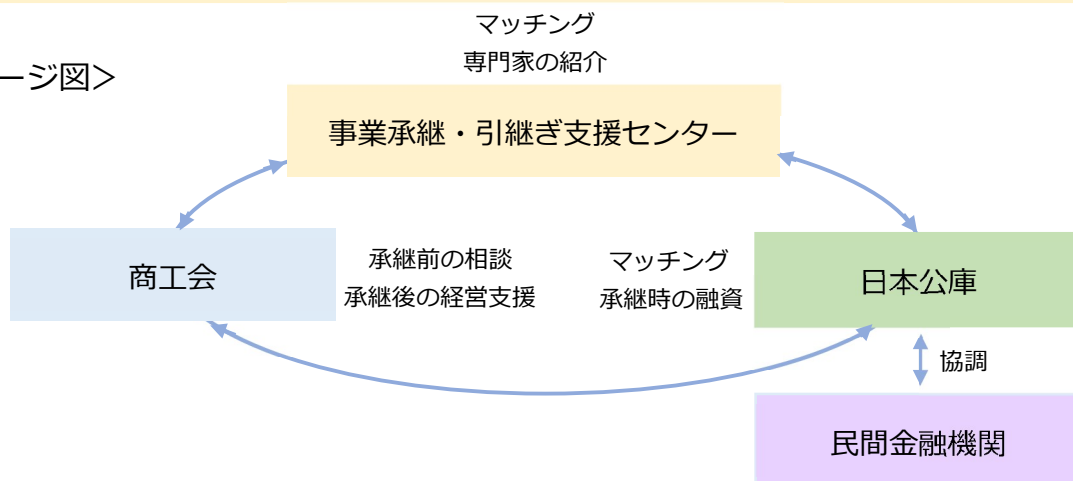 マッチング
専門家の紹介
ージ図＞
事業承継・引継ぎ支援センター
商工会
承継前の相談
承継後の経営支援
マッチング
承継時の融資
日本公庫
協調
民間金融機関